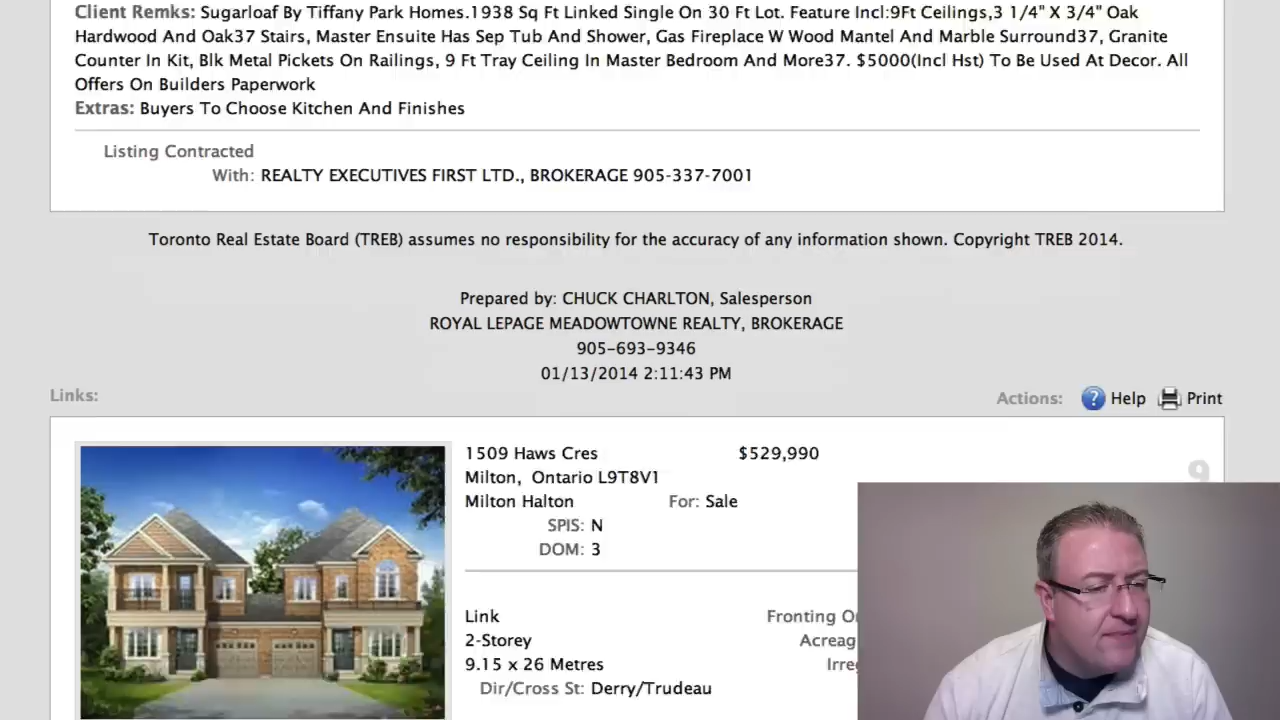 Client Remks: Sugarloaf By Tiffany Park Homes.1938 Sq Ft Linked Single On 30 Ft Lot. Feature Incl:9Ft Ceilings,3 1/4" X 3/4" Oak
Hardwood And Oak37 Stairs, Master Ensuite Has Sep Tub And Shower, Gas Fireplace W Wood Mantel And Marble Surround37, Granite
Counter In Kit, Blk Metal Pickets On Railings, 9 Ft Tray Ceiling In Master Bedroom And More37. $5000(Incl Hst) To Be Used At Decor. All
Offers On Builders Paperwork
Extras: Buyers To Choose Kitchen And Finishes
Listing Contracted
With: REALTY EXECUTIVES FIRST LTD., BROKERAGE 905-337-7001
Toronto Real Estate Board (TREB) assumes no responsibility for the accuracy of any information shown. Copyright TREB 2014.
Prepared by: CHUCK CHARLTON, Salesperson
ROYAL LEPAGE MEADOWTOWNE REALTY, BROKERAGE
905-693-9346
01/13/2014 2:11:43 PM
Links:
Actions: Help Print
1509 Haws Cres $529,990
9
Milton, Ontario L9T8V1
Milton Halton For: Sale
SPIS: N
DOM: 3
Link Fronting O
2-Storey Acreag
9.15 x 26 Metres Irre
Dir/Cross St: Derry/Trudeau